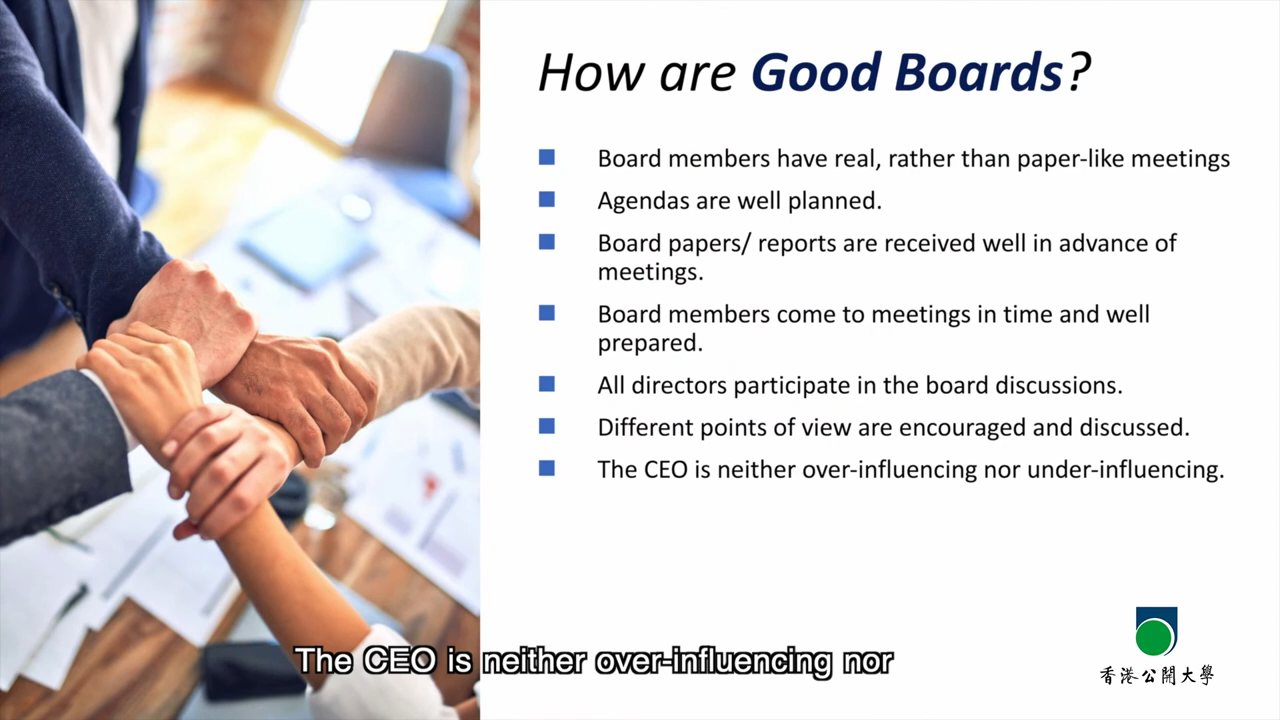 How are Good Boards?
Board members have real, rather than paper-like meetings
Agendas are well planned.
Board papers/ reports are received well in advance of
meetings.
Board members come to meetings in time and well
prepared.
All directors participate in the board discussions.
Different points of view are encouraged and discussed.
The CEO is neither over-influencing nor under-influencing.
The CEO is neither over-influencing nor
香港公開大學